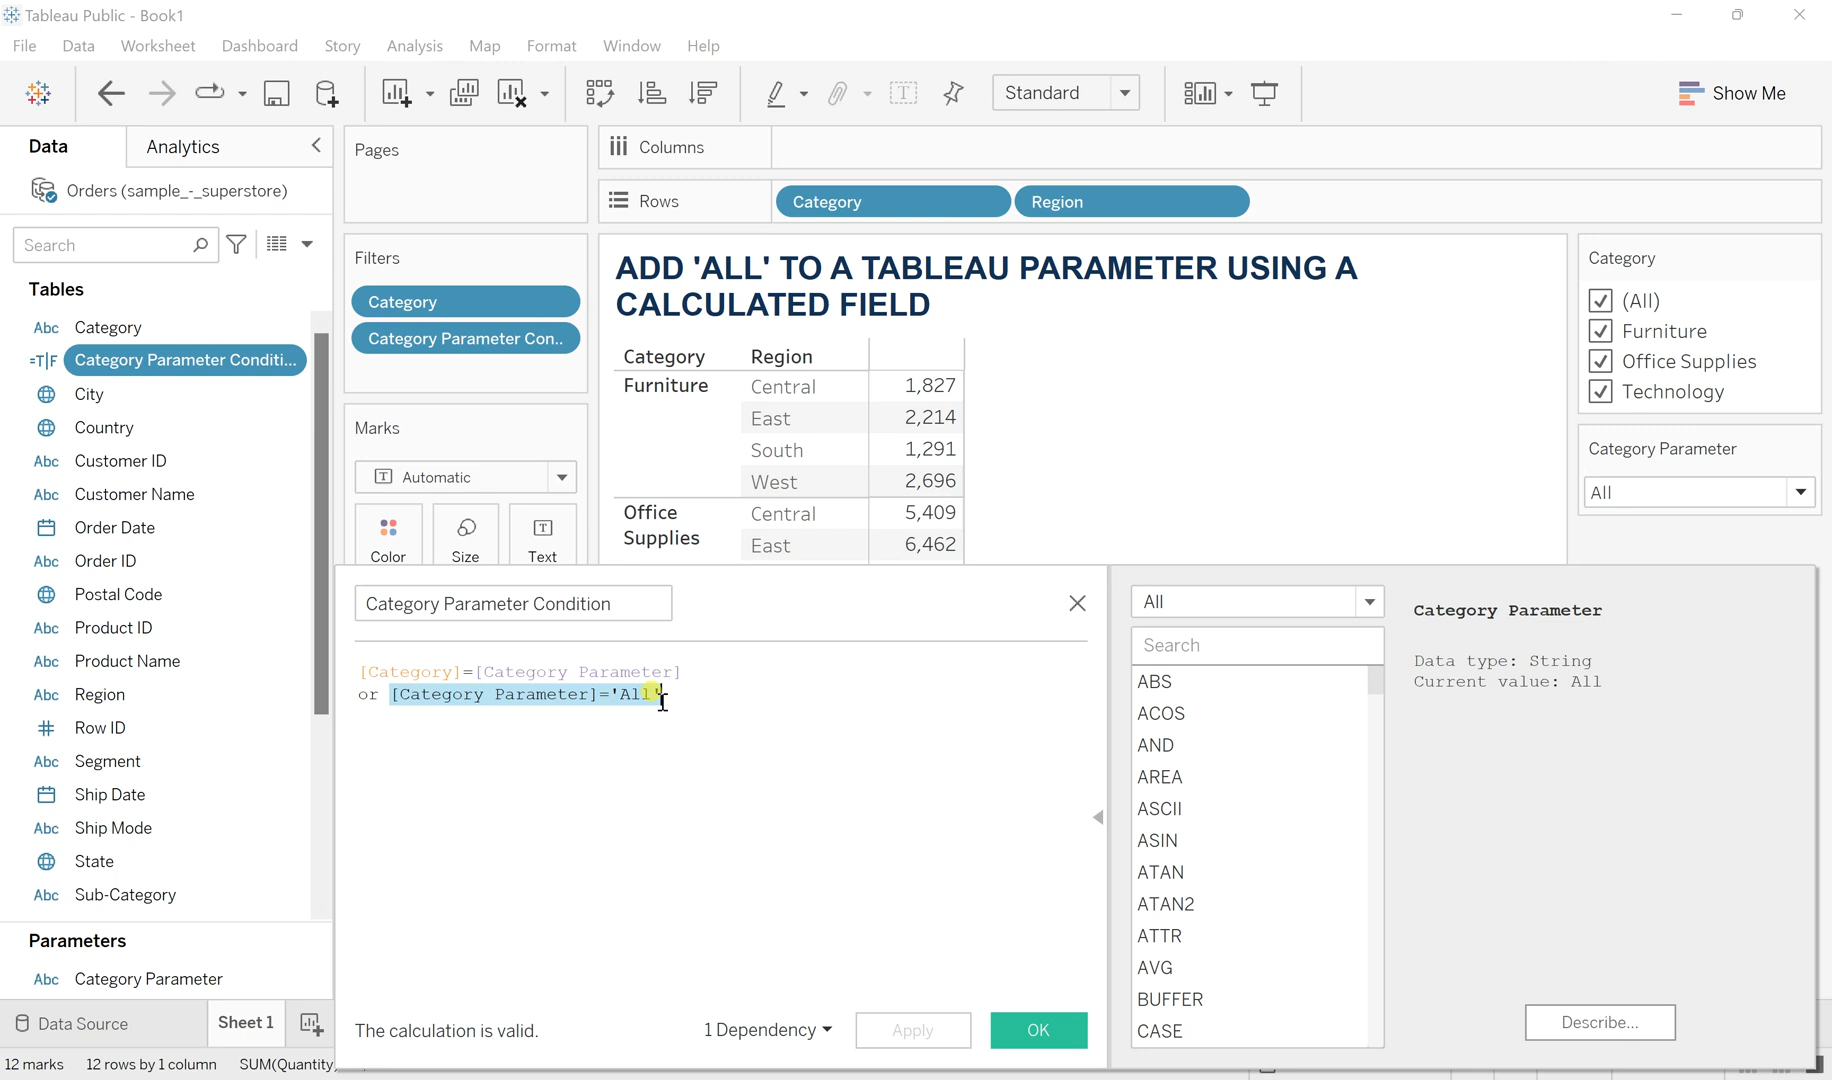 Tableau Public - Book1
File Data Worksheet Dashboard Story Analysis Map Format Window Help
Standard
Show Me
Data Analytics
Orders (sample_-_superstore)
Search
Tables
Abc Category
=T|F Category Parameter Conditi...
City
Country
Abc Customer ID
Abc Customer Name
Order Date
Abc Order ID
Postal Code
Abc Product ID
Abc Product Name
Abc Region
# Row ID
Abc Segment
Ship Date
Abc Ship Mode
State
Abc Sub-Category
Parameters
Abc Category Parameter
Pages
Filters
Category
Category Parameter Con..
Marks
Automatic
Color Size Text
Columns
Rows Category Region
ADD 'ALL' TO A TABLEAU PARAMETER USING A
CALCULATED FIELD
Category Region
Furniture Central 1,827
East 2,214
South 1,291
West 2,696
Office Central 5,409
Supplies East 6,462
Category
(All)
Furniture
Office Supplies
Technology
Category Parameter
All
Category Parameter Condition
[Category]=[Category Parameter]
or [Category Parameter]='All'
The calculation is valid.
1 Dependency
Apply
OK
All
Search
ABS
ACOS
AND
AREA
ASCII
ASIN
ATAN
ATAN2
ATTR
AVG
BUFFER
CASE
Category Parameter
Data type: String
Current value: All
Describe...
Data Source Sheet 1
12 marks 12 rows by 1 column SUM(Quantity)